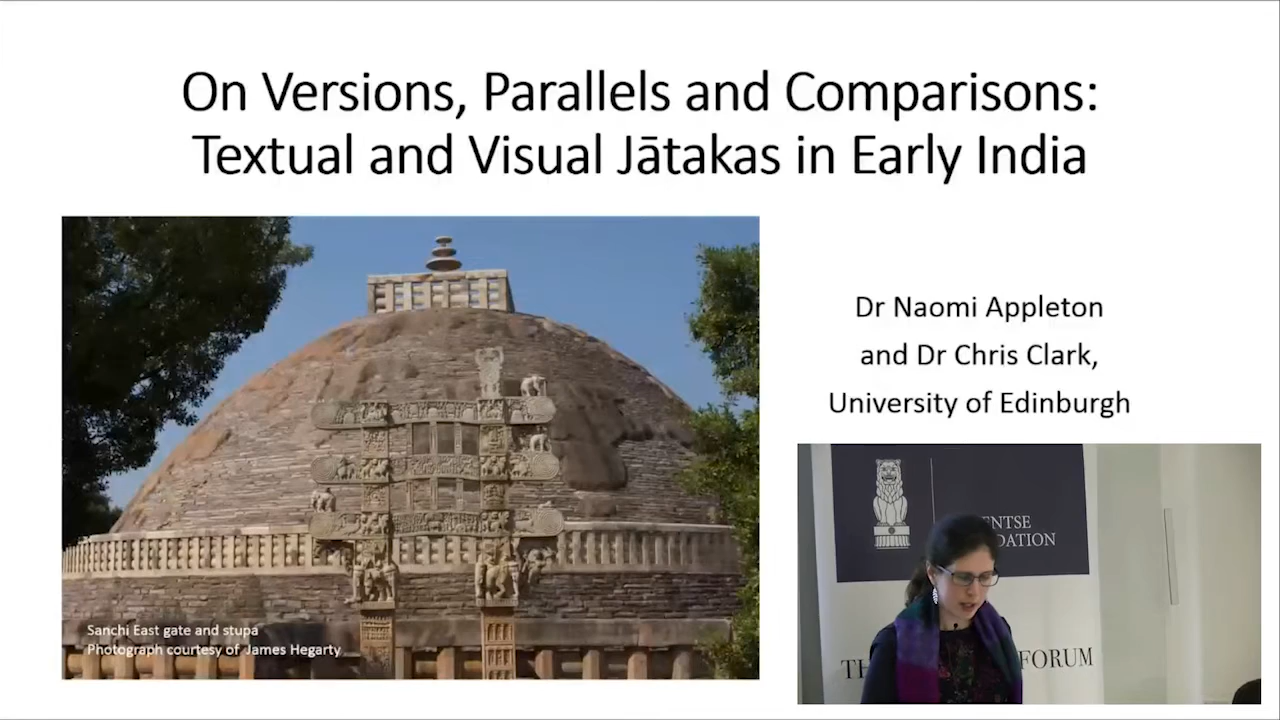 On Versions, Parallels and Comparisons:
Textual and Visual Jātakas in Early India
Dr Naomi Appleton
and Dr Chris Clark,
University of Edinburgh
Sanchi East gate and stupa
Photograph courtesy of James Hegarty
ENTSE
DATION
TH FORUM